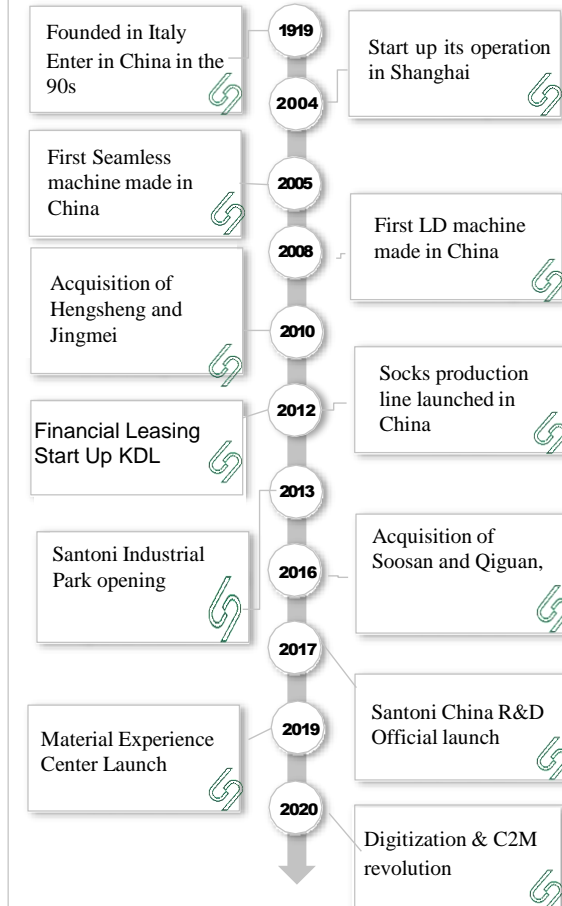 1919
Founded in Italy
Enter in China in the
90s
2004
Start up its operation
in Shanghai
2005
First Seamless
machine made in
China
2008
First LD machine
made in China
2010
Acquisition of
Hengsheng and
Jingmei
2012
Financial Leasing
Start Up KDL
Socks production
line launched in
China
2013
Santoni Industrial
Park opening
2016
Acquisition of
Soosan and Qiguan,
2017
Santoni China R&D
Official launch
2019
Material Experience
Center Launch
2020
Digitization & C2M
revolution